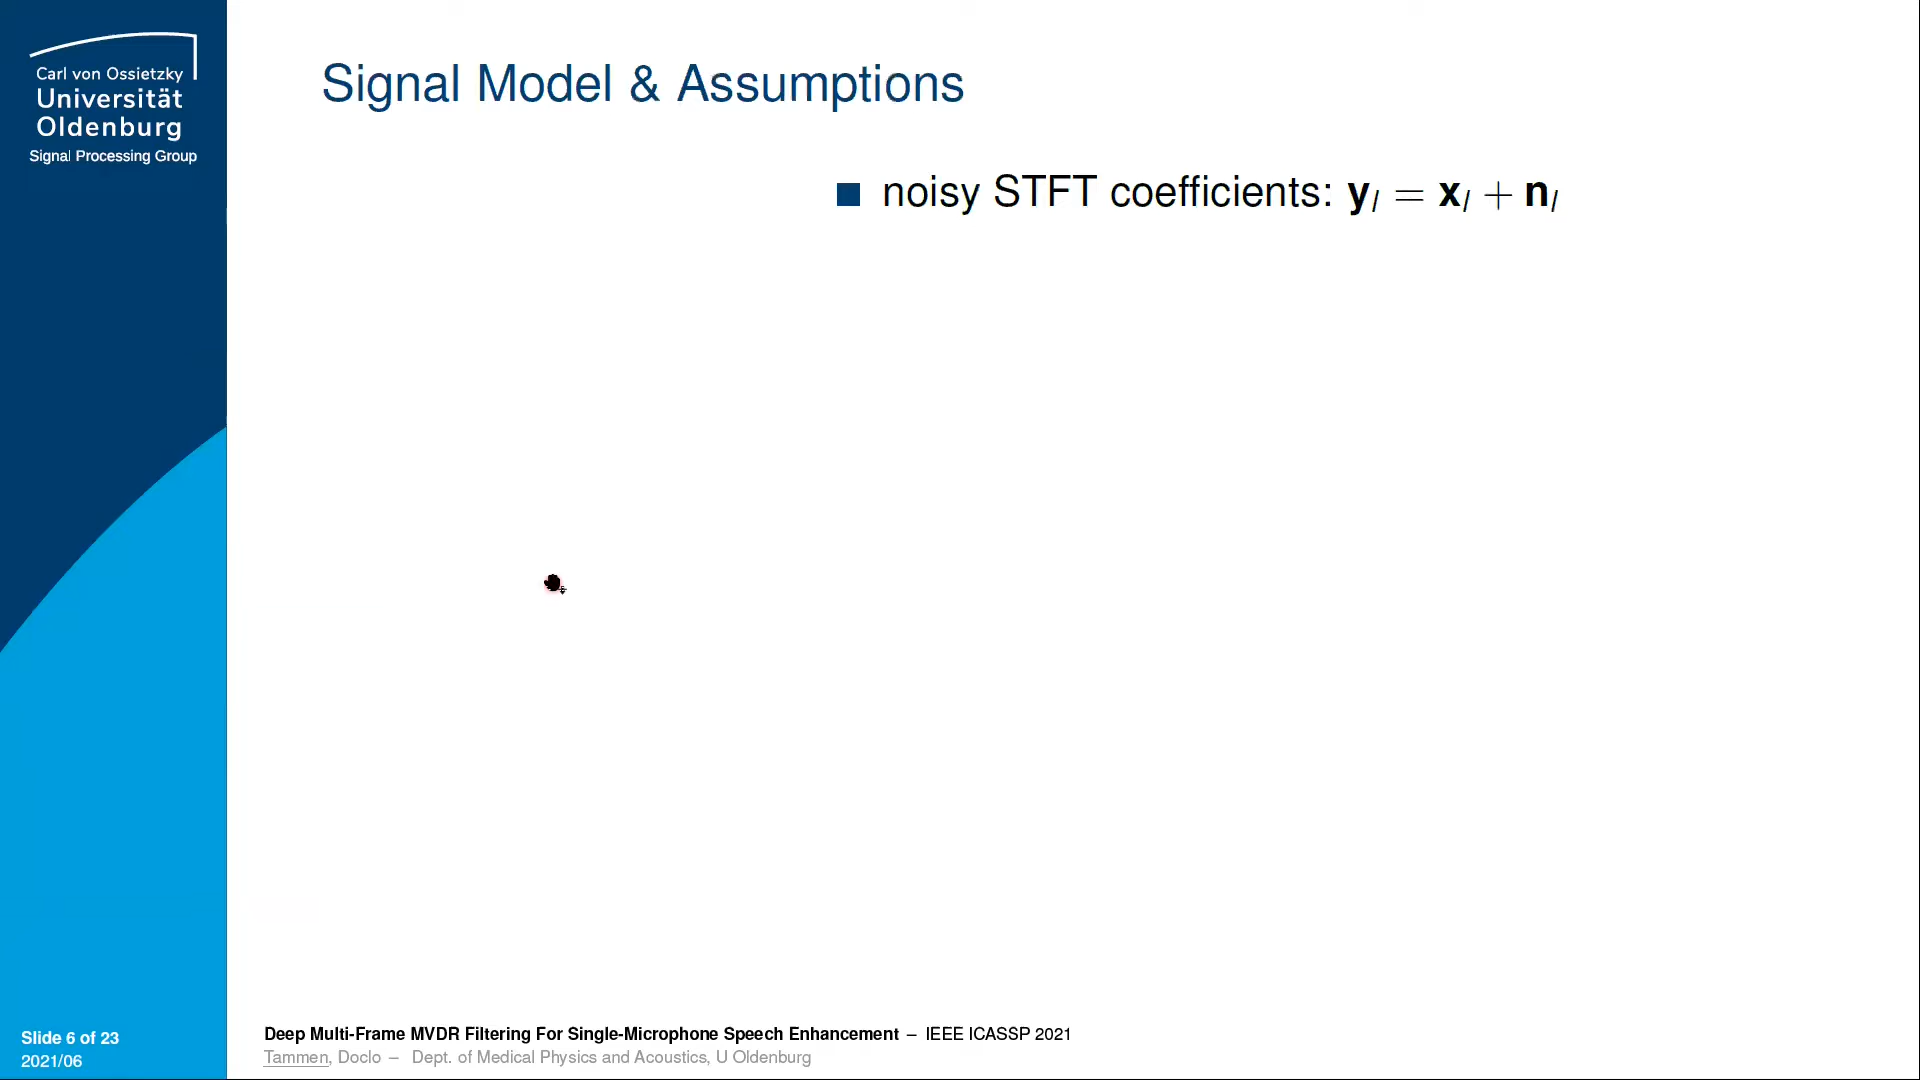 Carl von Ossietzky
Universität
Oldenburg
Signal Processing Group
Signal Model & Assumptions
■ noisy STFT coefficients: y_l = x_l + n_l
Slide 6 of 23
2021/06
Deep Multi-Frame MVDR Filtering For Single-Microphone Speech Enhancement – IEEE ICASSP 2021
Tammen, Doclo – Dept. of Medical Physics and Acoustics, U Oldenburg